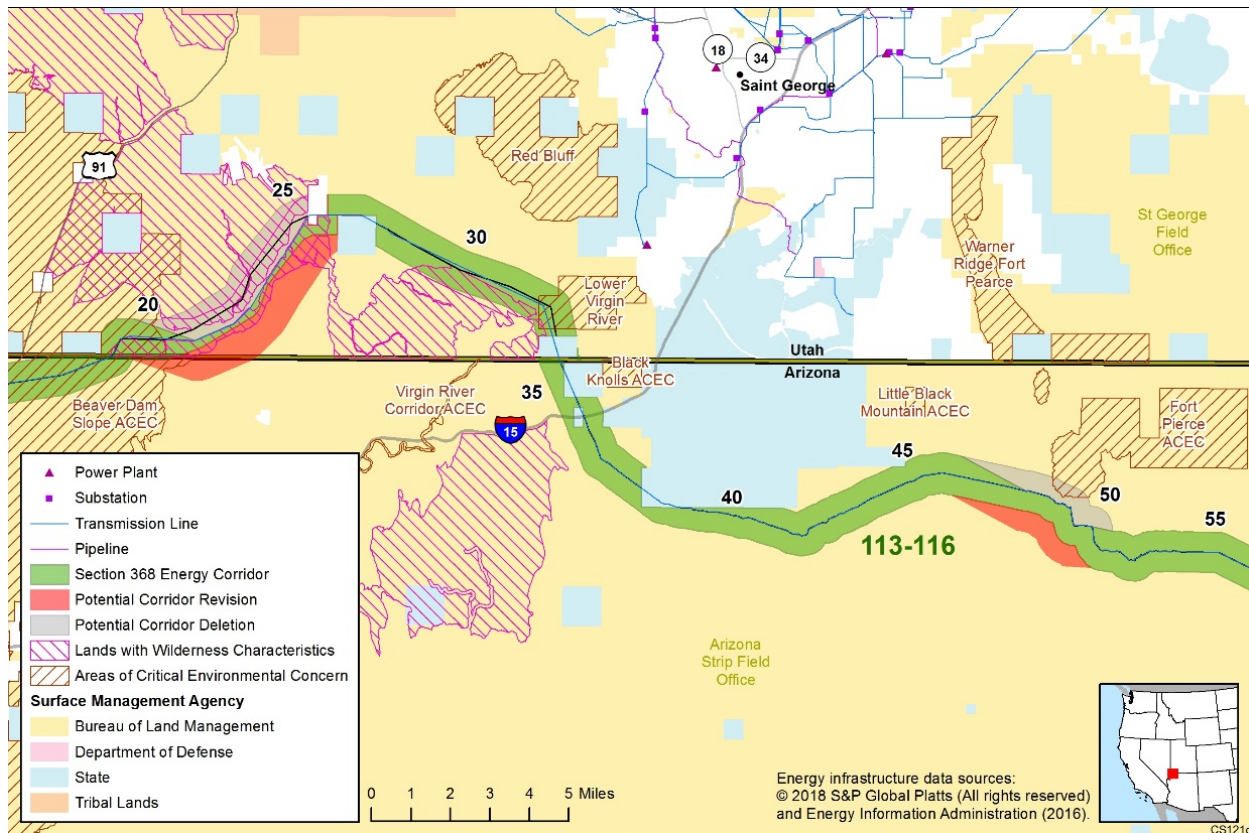 18
34
Saint George
Red Bluff
91
St George
Field
Office
25
30
Warner
Ridge Fort
Pearce
Lower
Virgin
River
20
Utah
Arizona
Black
Knolls ACEC
Beaver Dam
Slope ACEC
Virgin River
Corridor ACEC
35
15
Little Black
Mountain ACEC
Fort
Pierce
ACEC
45
40
50
55
113-116
Power Plant
Substation
Transmission Line
Pipeline
Section 368 Energy Corridor
Potential Corridor Revision
Potential Corridor Deletion
Lands with Wilderness Characteristics
Areas of Critical Environmental Concern
Surface Management Agency
Bureau of Land Management
Department of Defense
State
Tribal Lands
Arizona
Strip Field
Office
0 1 2 3 4 5 Miles
Energy infrastructure data sources:
© 2018 S&P Global Platts (All rights reserved)
and Energy Information Administration (2016).